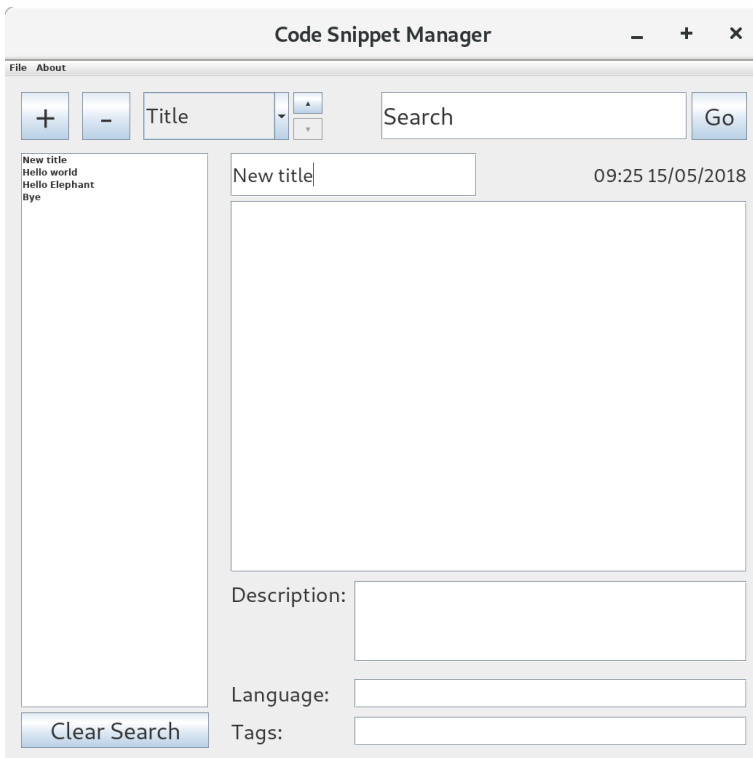 Code Snippet Manager
File About
+ - Title Search Go
New title
Hello world
Hello Elephant
Bye
New title 09:25 15/05/2018
Description:
Language:
Tags:
Clear Search